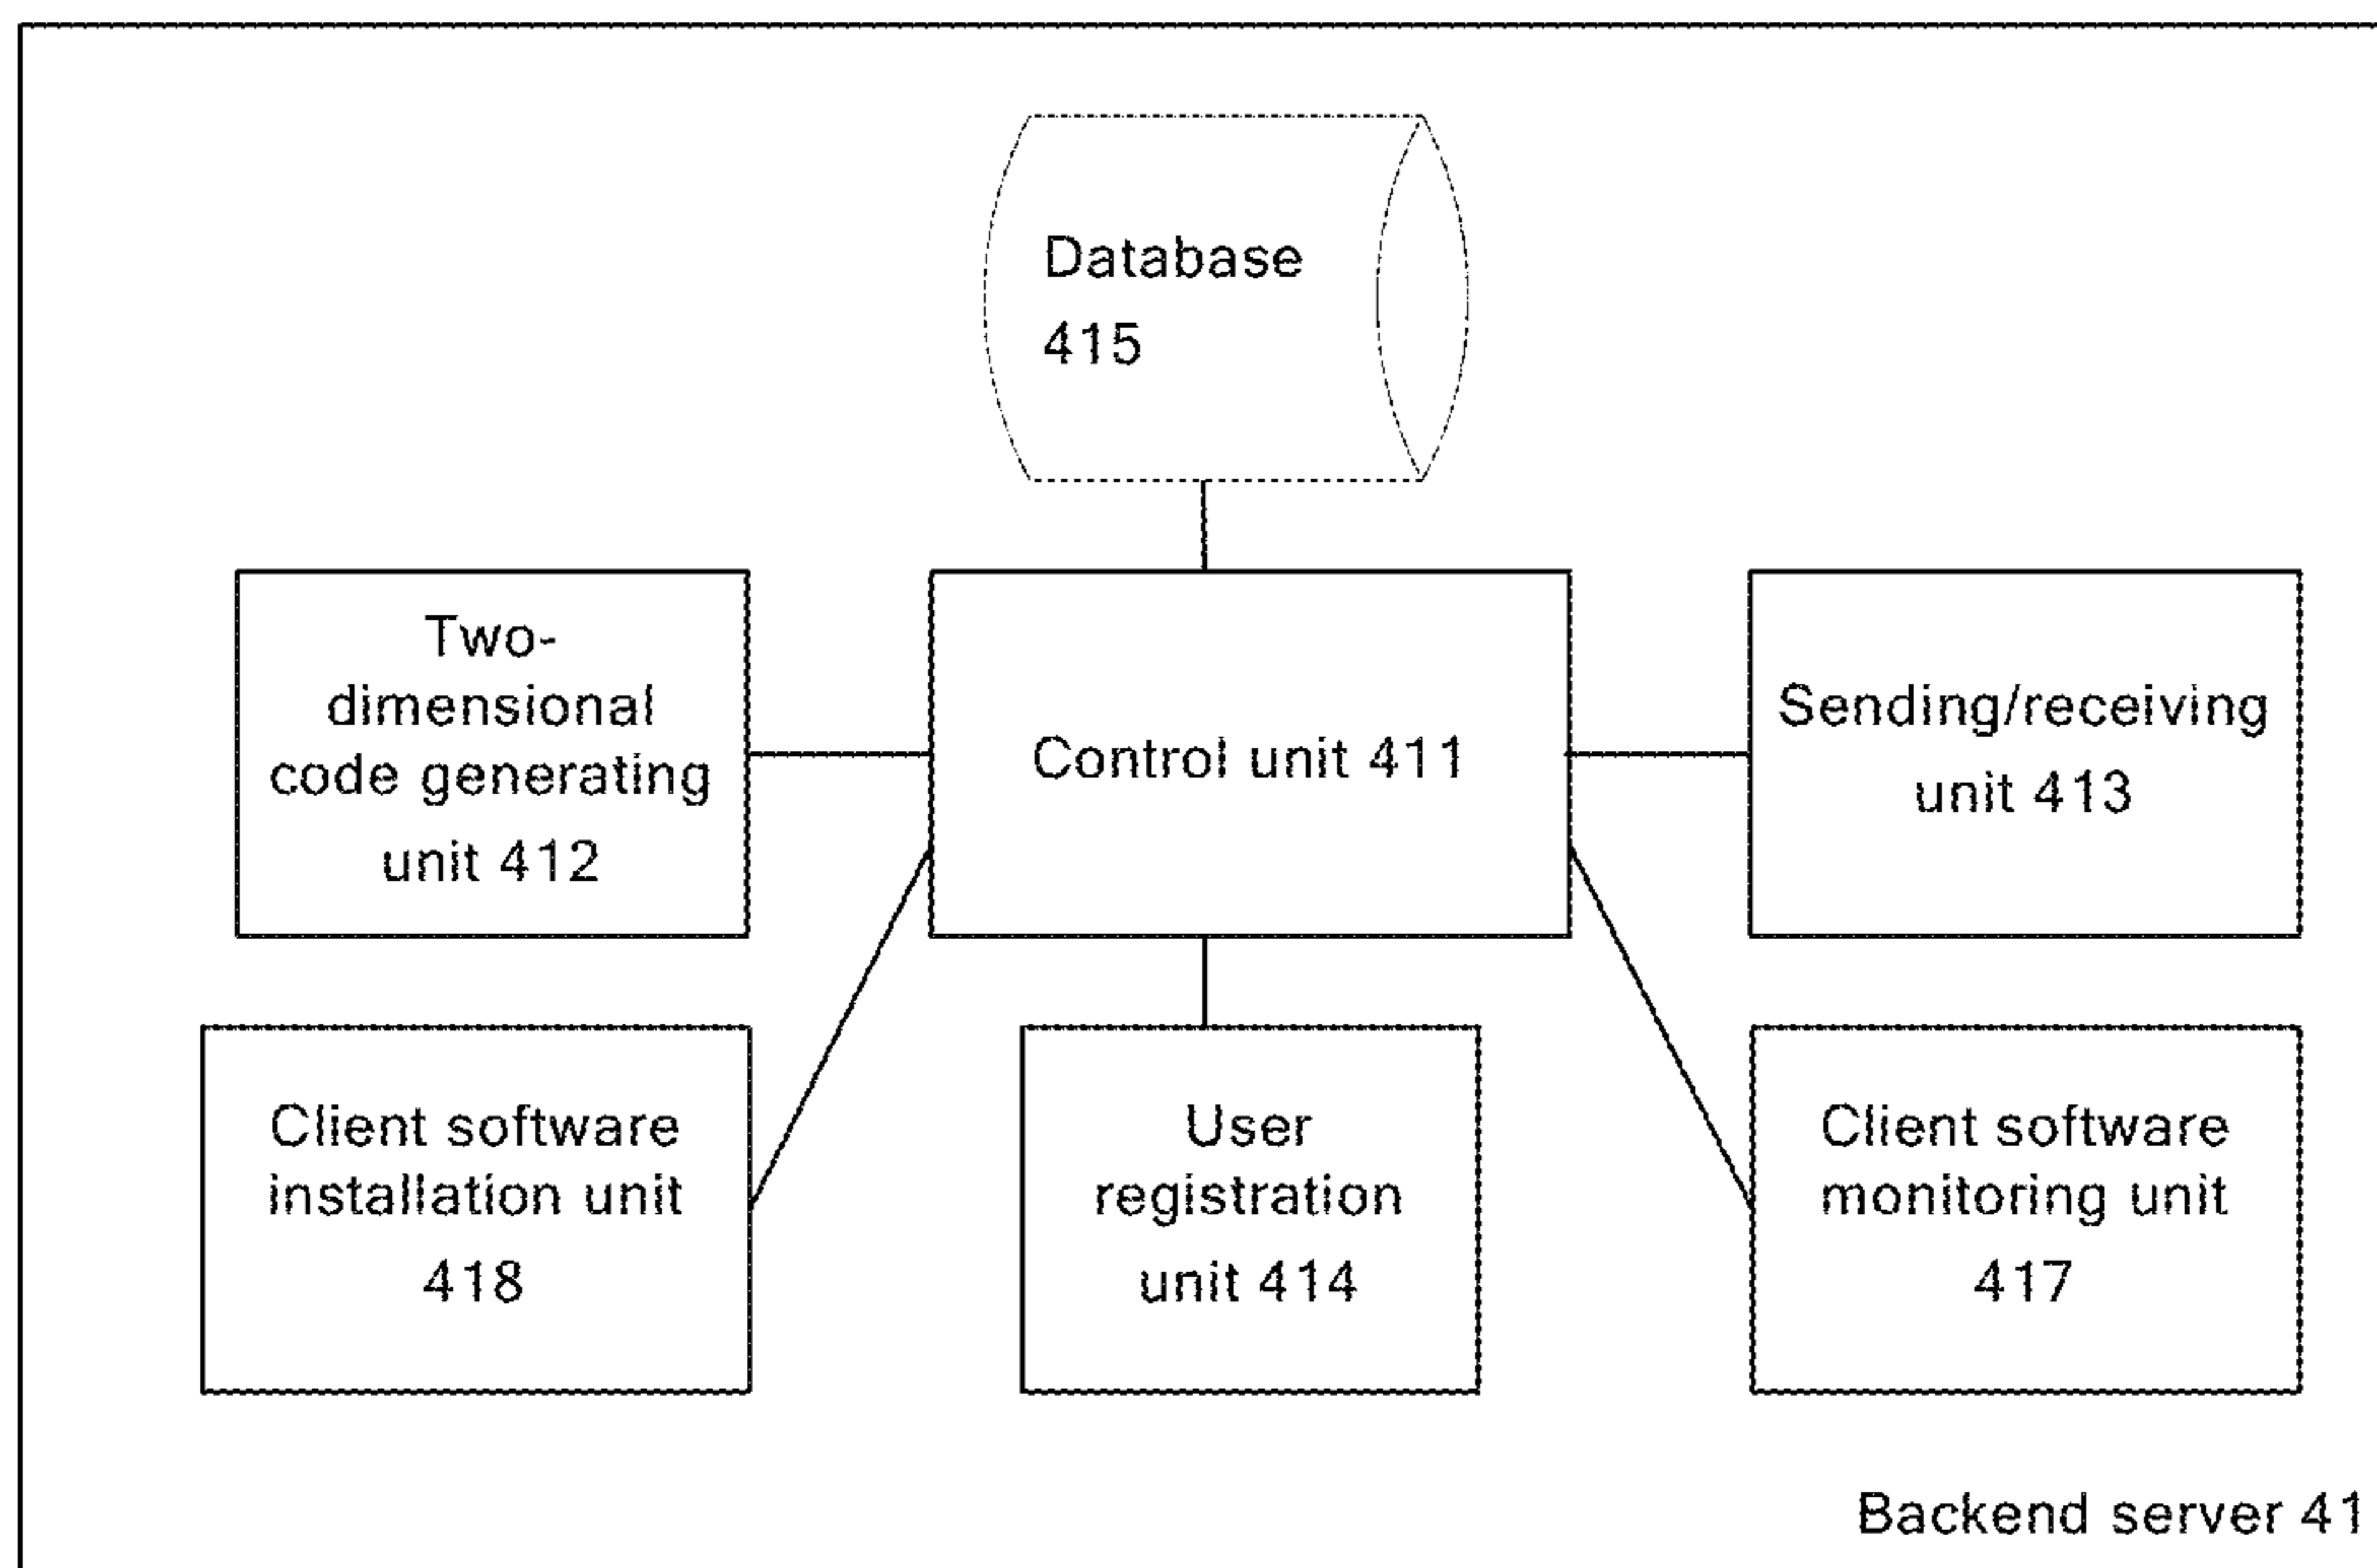 Database
415
Two-
dimensional
code generating
unit 412
Control unit 411
Sending/receiving
unit 413
Client software
installation unit
418
User
registration
unit 414
Client software
monitoring unit
417
Backend server 41